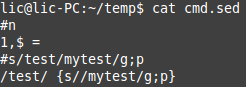 lic@lic-PC:~/temp$ cat cmd.sed
#n
1,$ =
#s/test/mytest/g;p
/test/ {s//mytest/g;p}